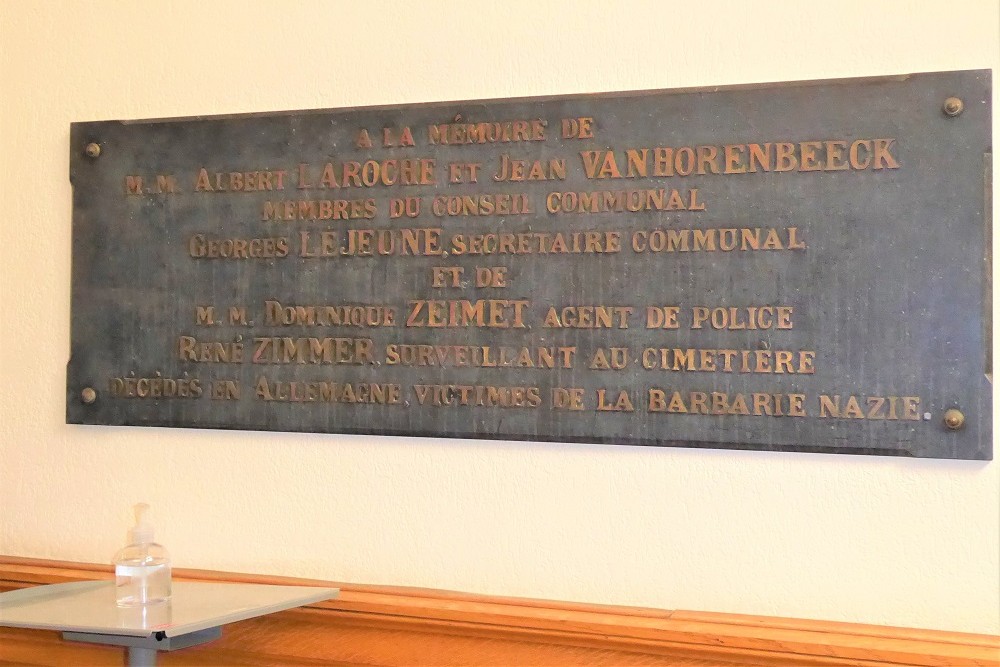 A LA MÉMOIRE DE
M. M. ALBERT LAROCHE ET JEAN VANHORENBEECK
MEMBRES DU CONSEIL COMMUNAL
GEORGES LEJEUNE, SECRÉTAIRE COMMUNAL
ET DE
M. M. DOMINIQUE ZEIMET, AGENT DE POLICE
RENÉ ZIMMER, SURVEILLANT AU CIMETIÈRE
DÉCÉDÉS EN ALLEMAGNE, VICTIMES DE LA BARBARIE NAZIE.